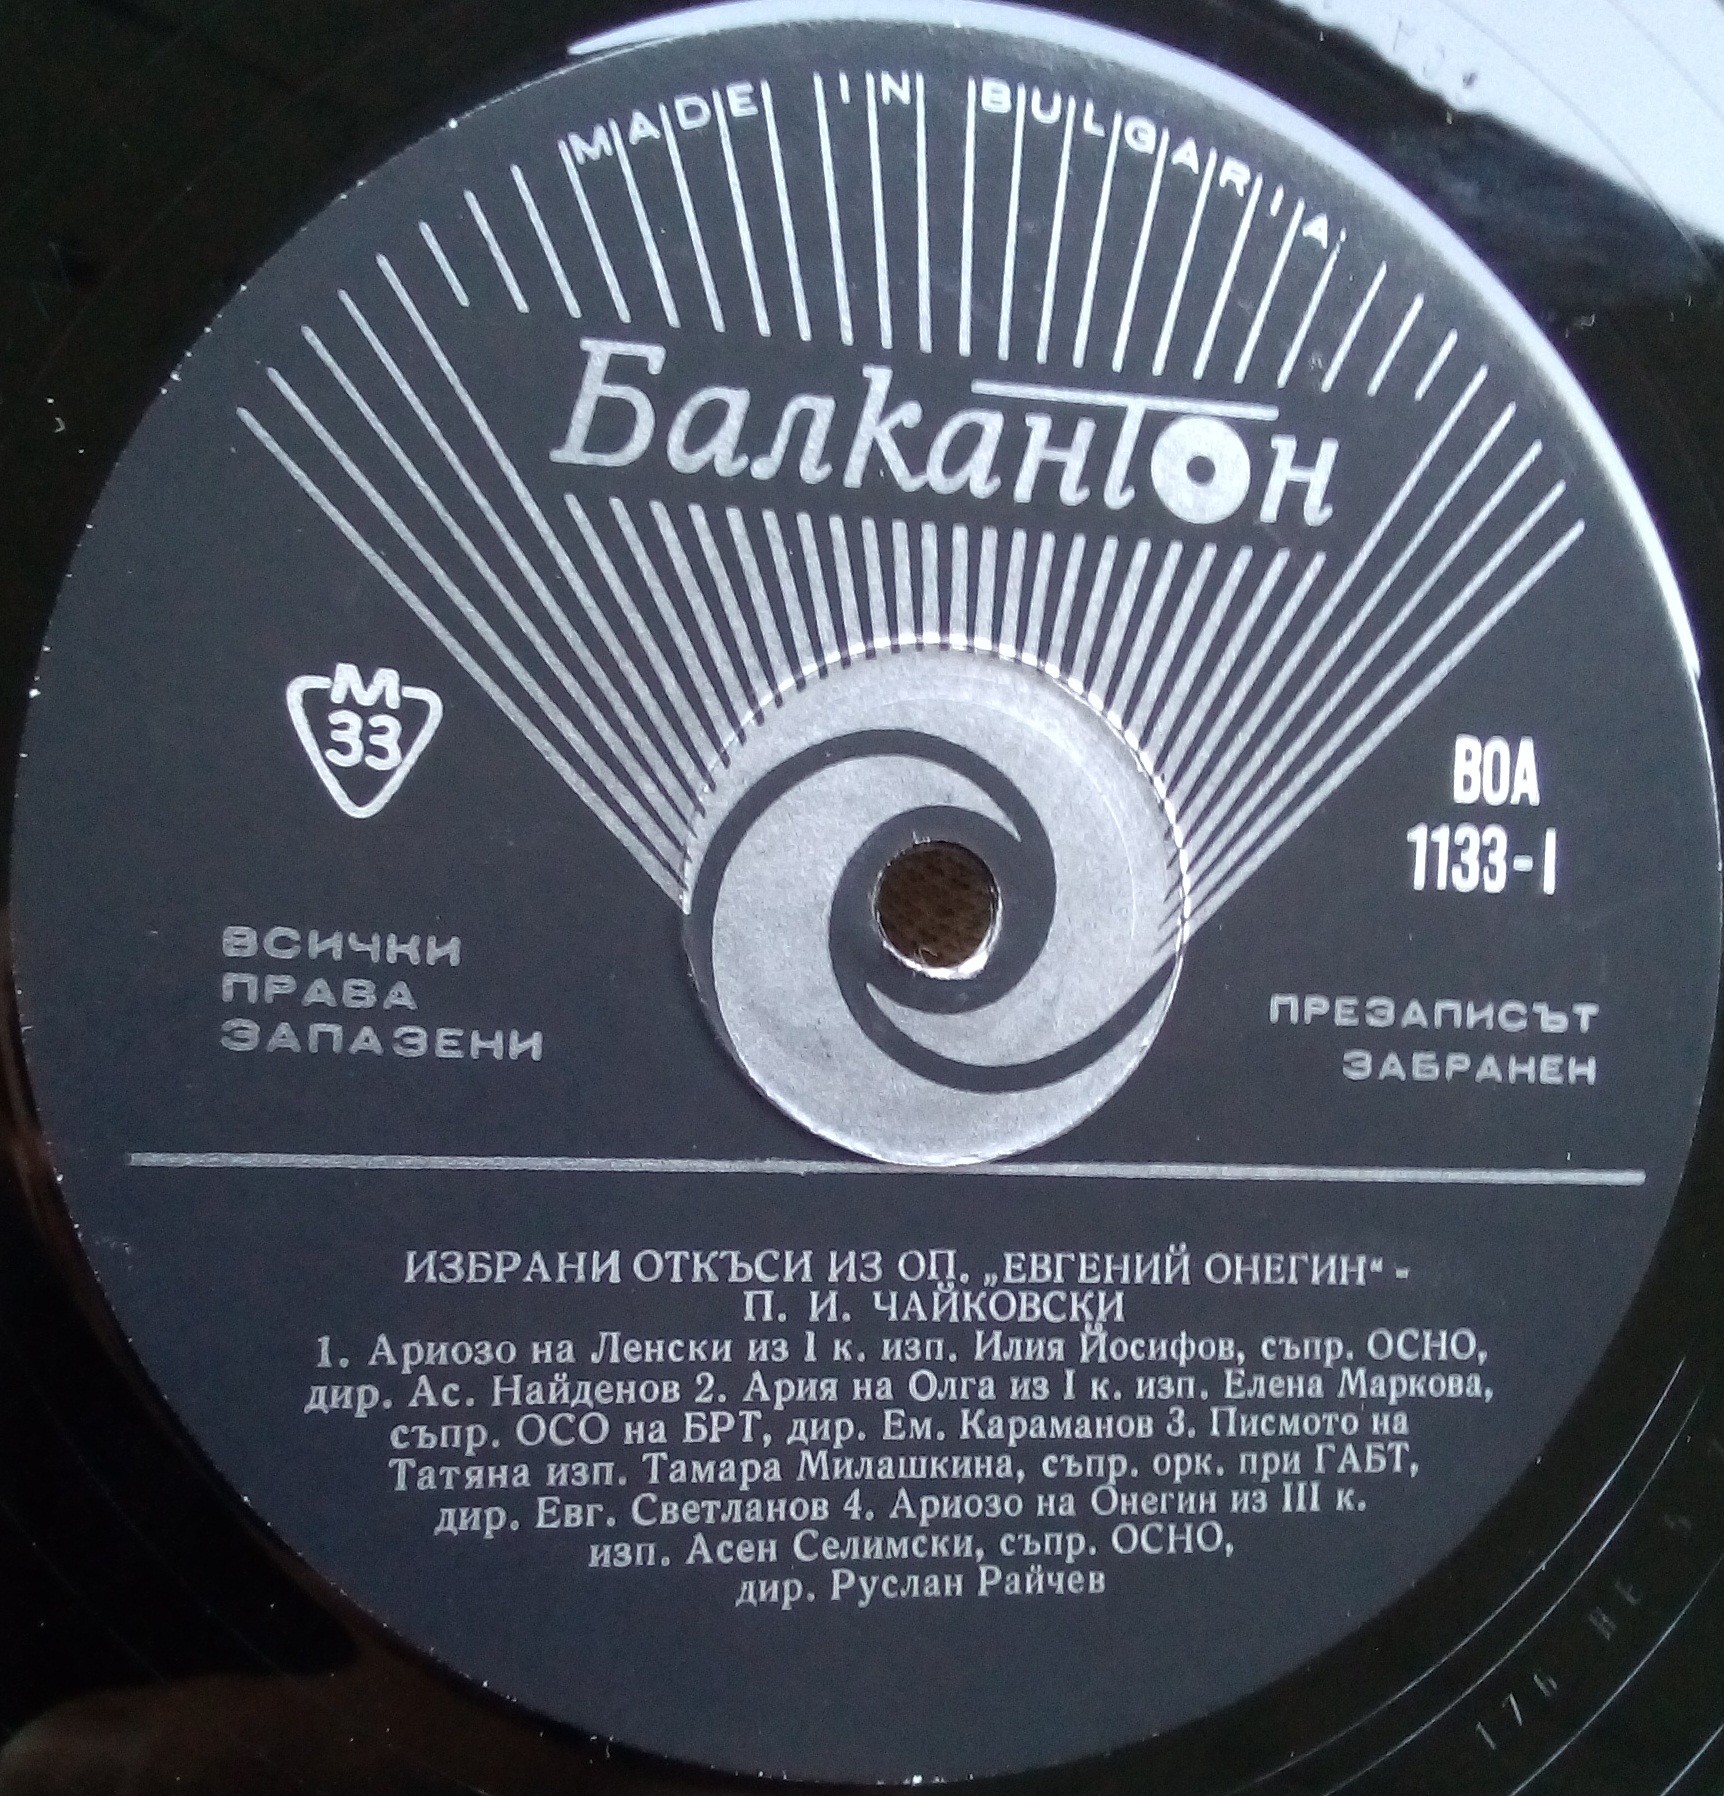 MADE IN BULGARIA
Балкантон
М
33
ВОА
1133-I
ВСИЧКИ
ПРАВА
ЗАПАЗЕНИ
ПРЕЗАПИСЪТ
ЗАБРАНЕН
ИЗБРАНИ ОТКЪСИ ИЗ ОП. „ЕВГЕНИЙ ОНЕГИН“ -
П. И. ЧАЙКОВСКИ
1. Ариозо на Ленски из I к. изп. Илия Йосифов, съпр. ОСНО,
дир. Ас. Найденов 2. Ария на Олга из I к. изп. Елена Маркова,
съпр. ОСО на БРТ, дир. Ем. Караманов 3. Писмото на
Татяна изп. Тамара Милашкина, съпр. орк. при ГАБТ,
дир. Евг. Светланов 4. Ариозо на Онегин из III к.
изп. Асен Селимски, съпр. ОСНО,
дир. Руслан Райчев